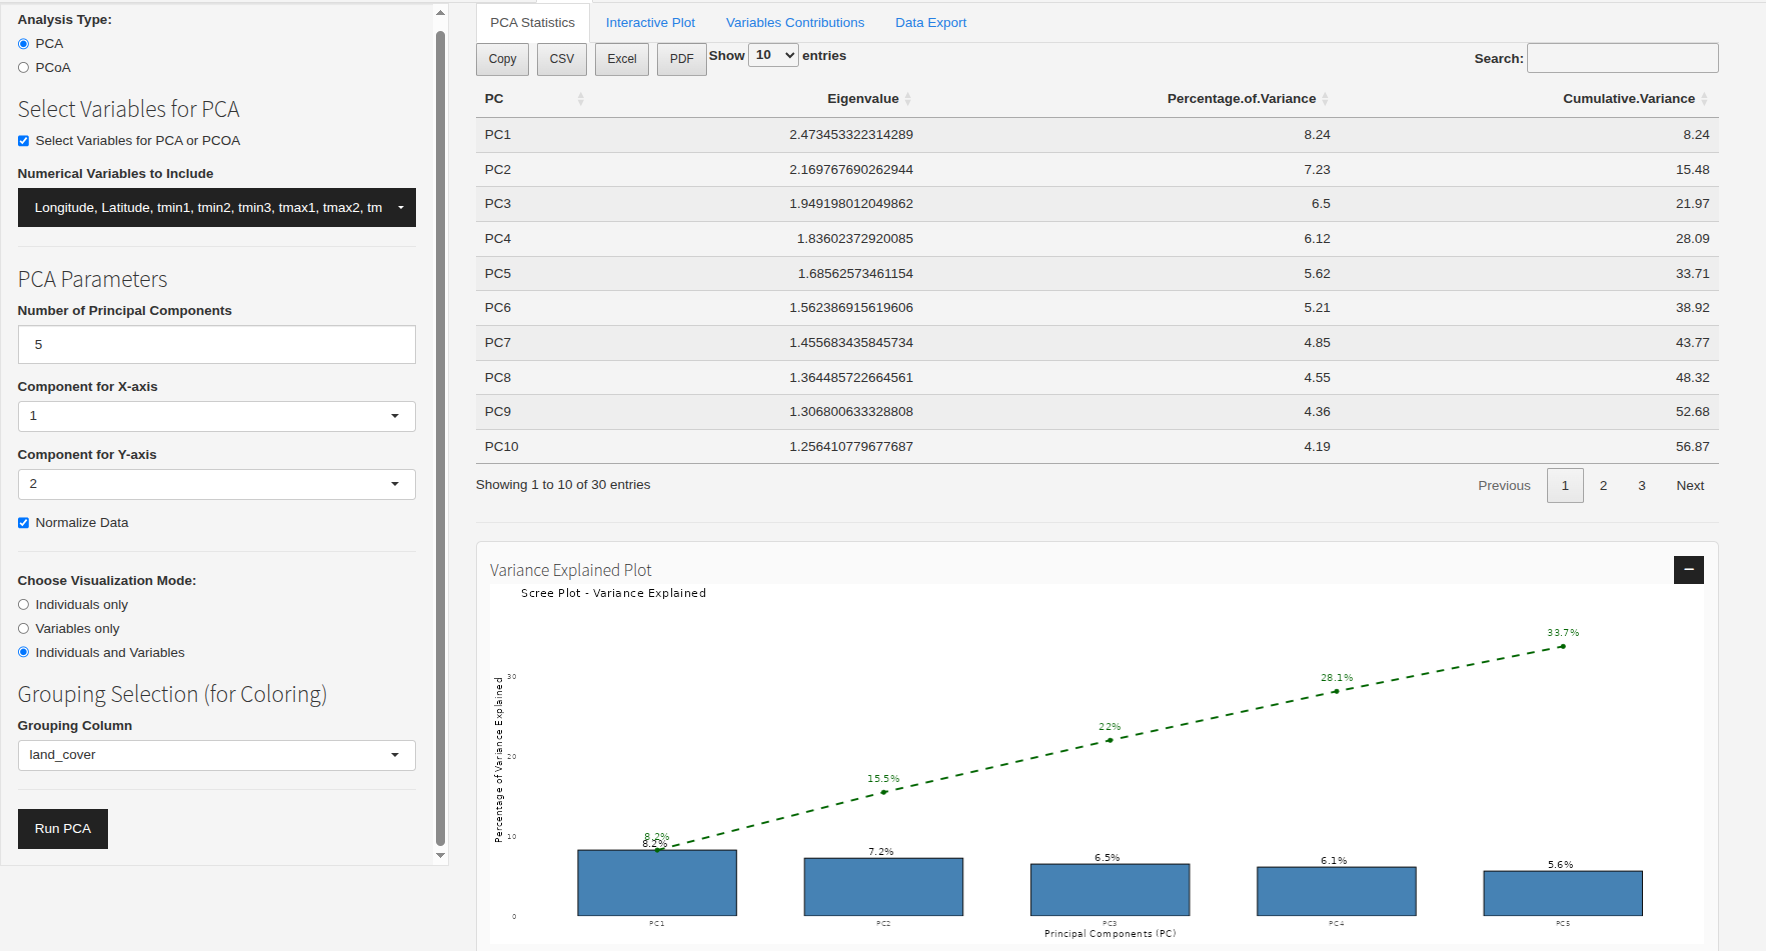 Analysis Type:
PCA
PCoA
Select Variables for PCA
Select Variables for PCA or PCOA
Numerical Variables to Include
Longitude, Latitude, tmin1, tmin2, tmin3, tmax1, tmax2, tm
PCA Parameters
Number of Principal Components
5
Component for X-axis
1
Component for Y-axis
2
Normalize Data
Choose Visualization Mode:
Individuals only
Variables only
Individuals and Variables
Grouping Selection (for Coloring)
Grouping Column
land_cover
Run PCA
PCA Statistics Interactive Plot Variables Contributions Data Export
Copy CSV Excel PDF Show 10 entries Search:
PC Eigenvalue Percentage.of.Variance Cumulative.Variance
PC1 2.473453322314289 8.24 8.24
PC2 2.169767690262944 7.23 15.48
PC3 1.949198012049862 6.5 21.97
PC4 1.83602372920085 6.12 28.09
PC5 1.68562573461154 5.62 33.71
PC6 1.562386915619606 5.21 38.92
PC7 1.455683435845734 4.85 43.77
PC8 1.364485722664561 4.55 48.32
PC9 1.306800633328808 4.36 52.68
PC10 1.256410779677687 4.19 56.87
Showing 1 to 10 of 30 entries Previous 1 2 3 Next
Variance Explained Plot
Scree Plot - Variance Explained
Percentage of Variance Explained
30
20
10
0
33.7%
28.1%
22%
15.5%
8.2%
8.2% 7.2% 6.5% 6.1% 5.6%
PC1 PC2 PC3 PC4 PC5
Principal Components (PC)